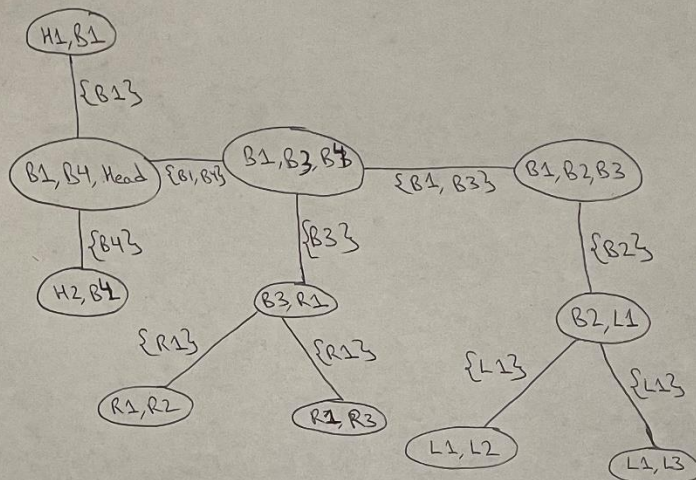 H1,B1
{B1}
B1,B4,Head
{B1,B4}
B1,B3,B4
{B1, B3}
B1,B2,B3
{B4}
{B3}
{B2}
H2,B4
B3,R1
B2,L1
{R1}
{R1}
{L1}
{L1}
R1,R2
R1,R3
L1,L2
L1,L3